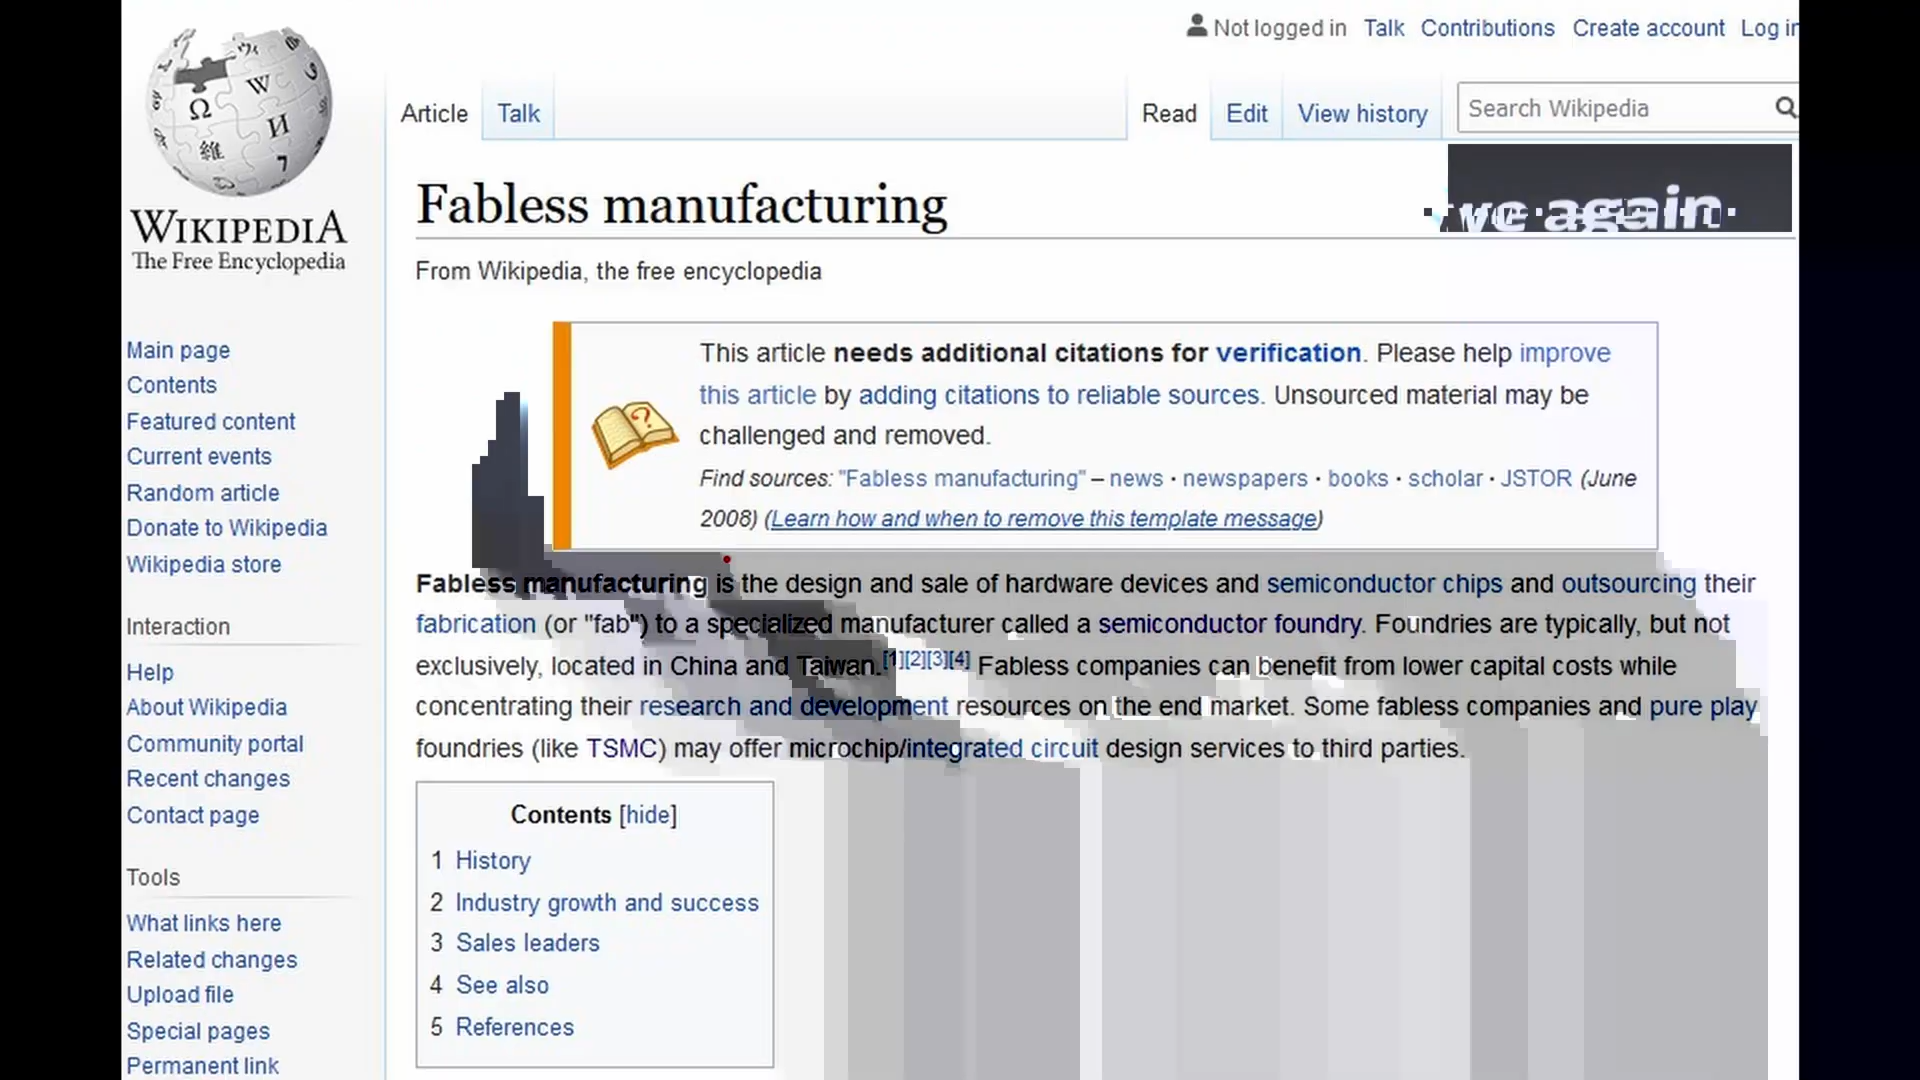 Not logged in Talk Contributions Create account Log in
Article Talk Read Edit View history Search Wikipedia
WIKIPEDIA
The Free Encyclopedia
Main page
Contents
Featured content
Current events
Random article
Donate to Wikipedia
Wikipedia store
Interaction
Help
About Wikipedia
Community portal
Recent changes
Contact page
Tools
What links here
Related changes
Upload file
Special pages
Permanent link
Fabless manufacturing
again
From Wikipedia, the free encyclopedia
This article needs additional citations for verification. Please help improve
this article by adding citations to reliable sources. Unsourced material may be
challenged and removed.
Find sources: "Fabless manufacturing" – news · newspapers · books · scholar · JSTOR (June
2008) (Learn how and when to remove this template message)
Fabless manufacturing is the design and sale of hardware devices and semiconductor chips and outsourcing their
fabrication (or "fab") to a specialized manufacturer called a semiconductor foundry. Foundries are typically, but not
exclusively, located in China and Taiwan.[1][2][3][4] Fabless companies can benefit from lower capital costs while
concentrating their research and development resources on the end market. Some fabless companies and pure play
foundries (like TSMC) may offer microchip/integrated circuit design services to third parties.
Contents [hide]
1 History
2 Industry growth and success
3 Sales leaders
4 See also
5 References